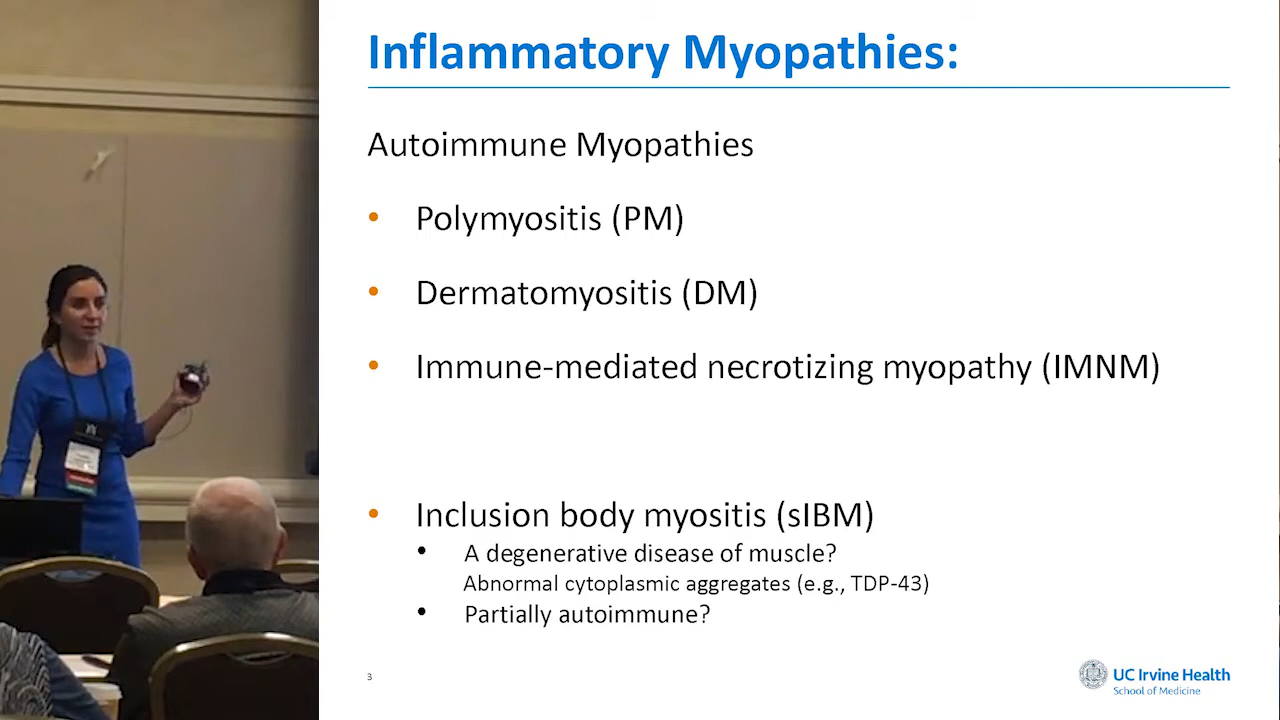 Inflammatory Myopathies:
Autoimmune Myopathies
• Polymyositis (PM)
• Dermatomyositis (DM)
• Immune-mediated necrotizing myopathy (IMNM)
• Inclusion body myositis (sIBM)
• A degenerative disease of muscle?
Abnormal cytoplasmic aggregates (e.g., TDP-43)
• Partially autoimmune?
3
UC Irvine Health
School of Medicine